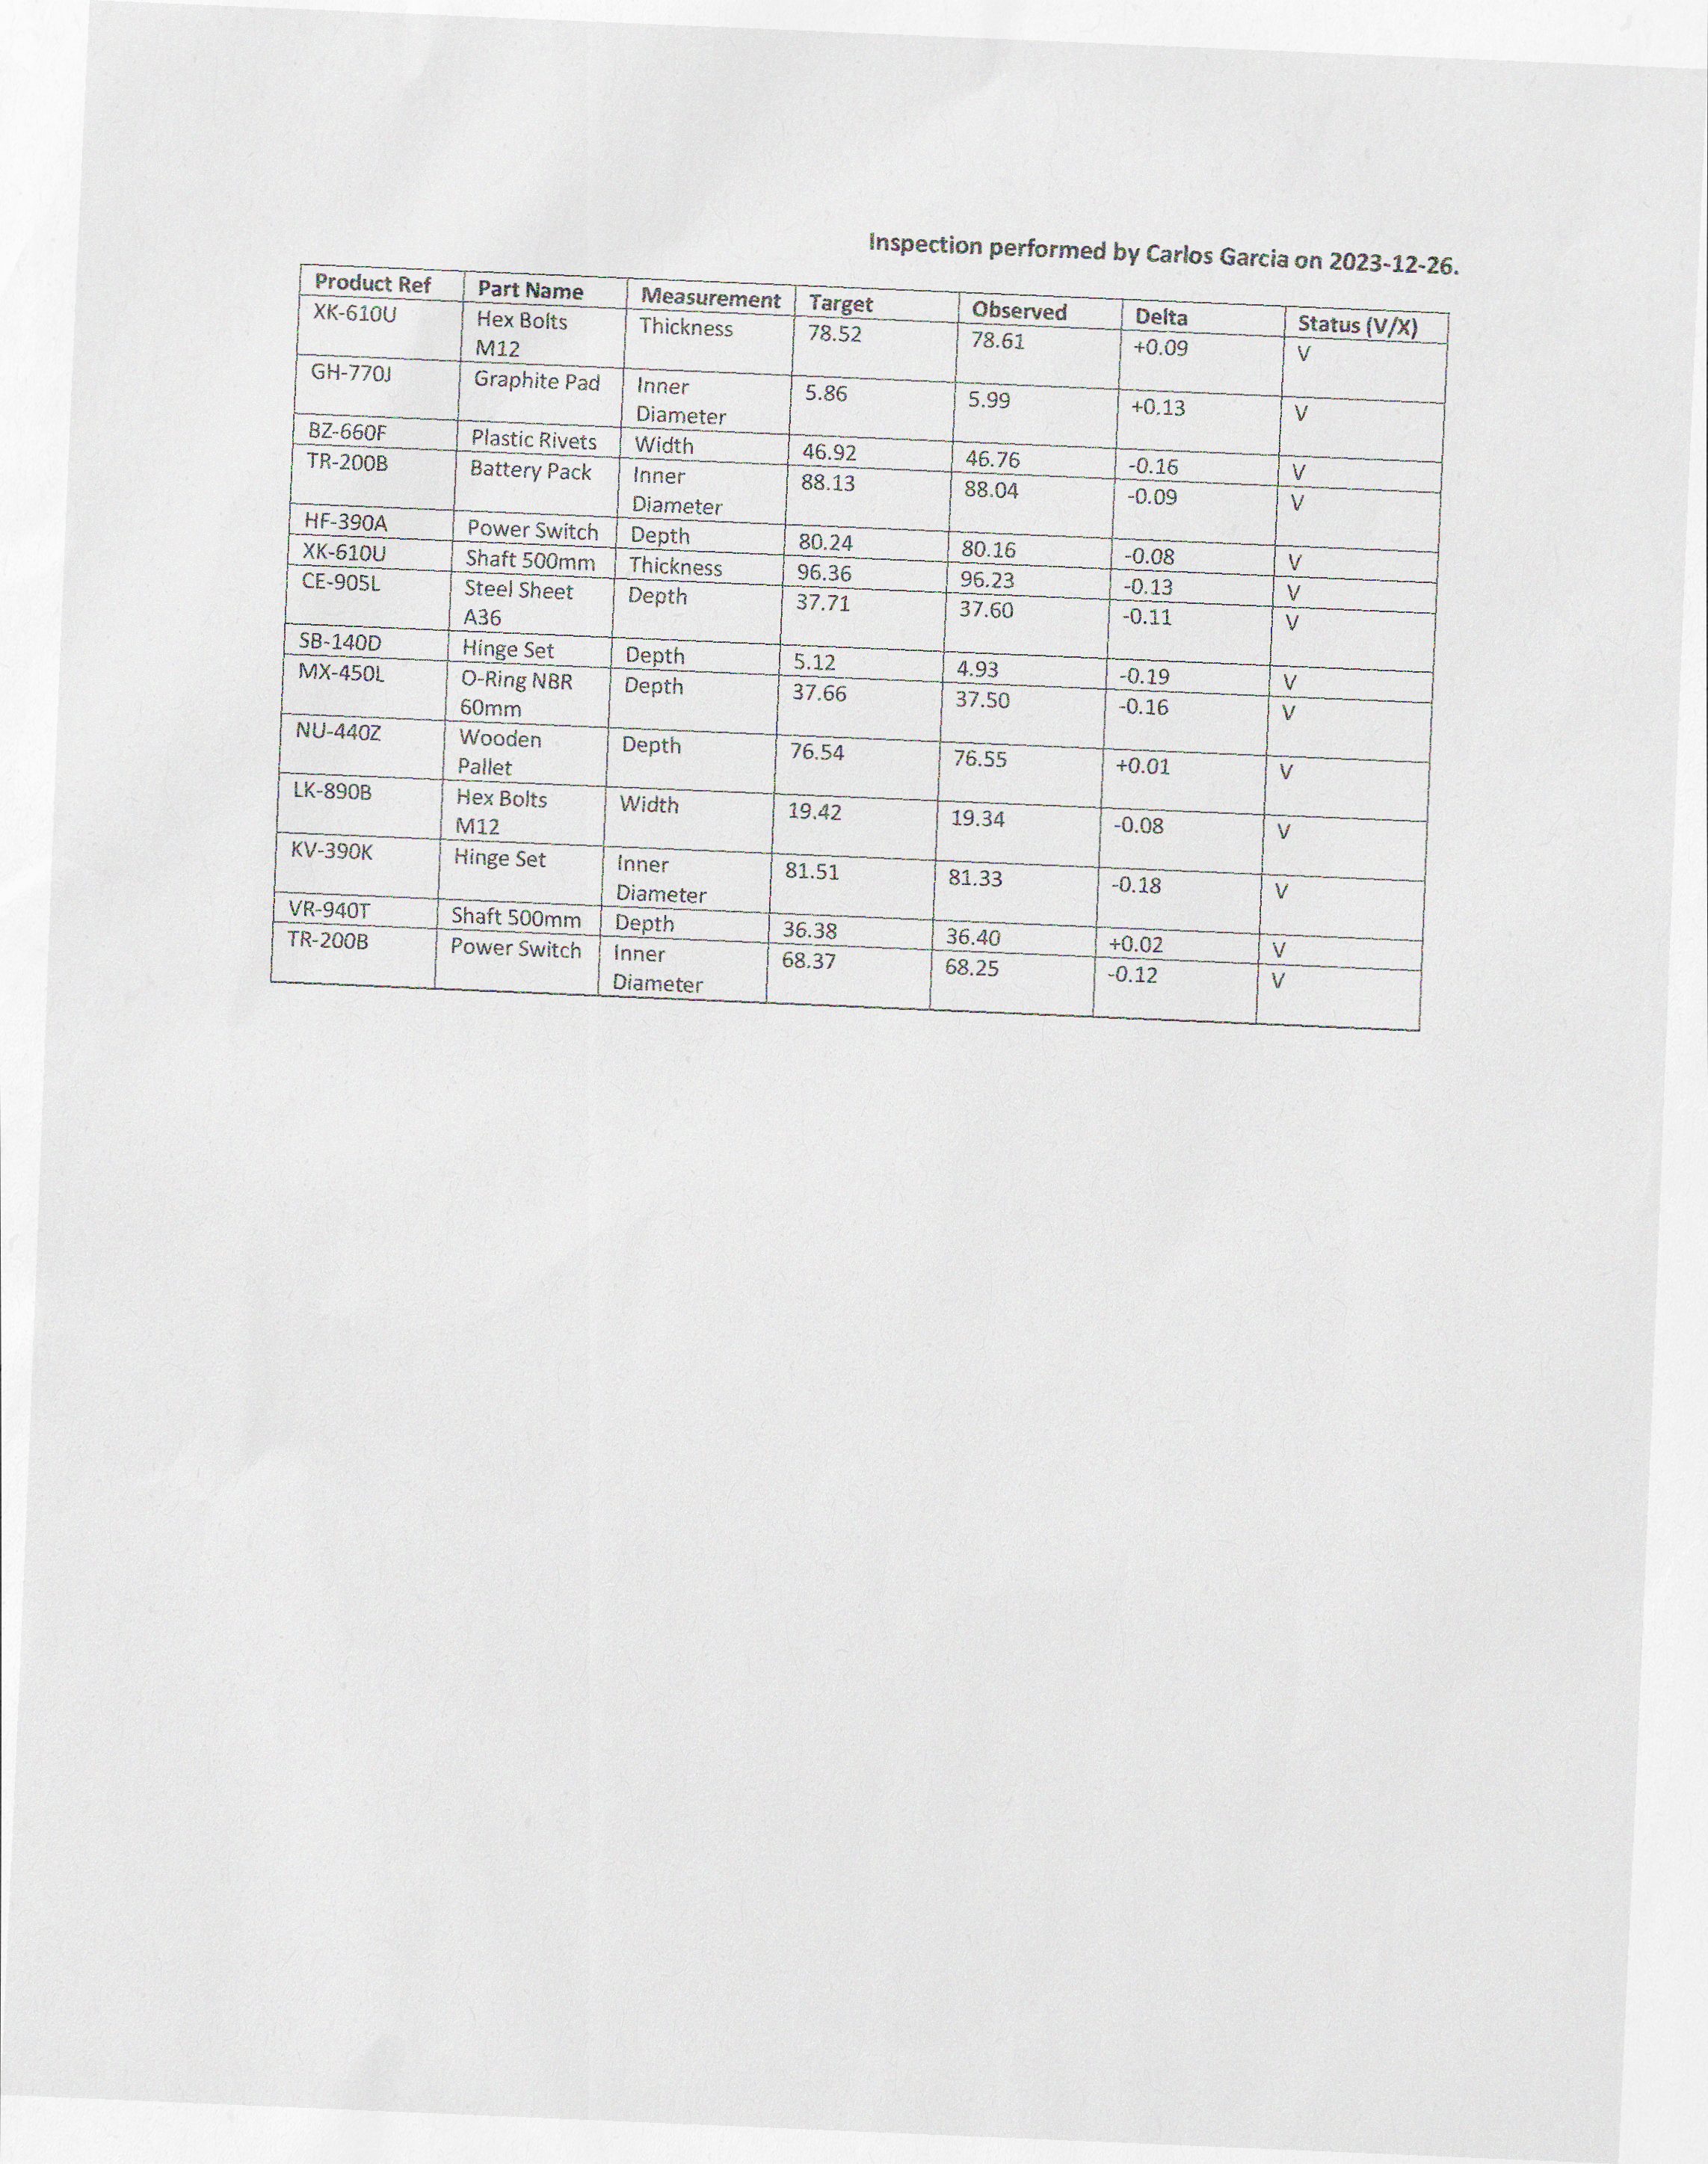 Inspection performed by Carlos Garcia on 2023-12-26.
Product Ref Part Name Measurement Target Observed Delta Status (V/X)
XK-610U Hex Bolts M12 Thickness 78.52 78.61 +0.09 V
GH-770J Graphite Pad Inner Diameter 5.86 5.99 +0.13 V
BZ-660F Plastic Rivets Width 46.92 46.76 -0.16 V
TR-200B Battery Pack Inner Diameter 88.13 88.04 -0.09 V
HF-390A Power Switch Depth 80.24 80.16 -0.08 V
XK-610U Shaft 500mm Thickness 96.36 96.23 -0.13 V
CE-905L Steel Sheet A36 Depth 37.71 37.60 -0.11 V
SB-140D Hinge Set Depth 5.12 4.93 -0.19 V
MX-450L O-Ring NBR 60mm Depth 37.66 37.50 -0.16 V
NU-440Z Wooden Pallet Depth 76.54 76.55 +0.01 V
LK-890B Hex Bolts M12 Width 19.42 19.34 -0.08 V
KV-390K Hinge Set Inner Diameter 81.51 81.33 -0.18 V
VR-940T Shaft 500mm Depth 36.38 36.40 +0.02 V
TR-200B Power Switch Inner Diameter 68.37 68.25 -0.12 V